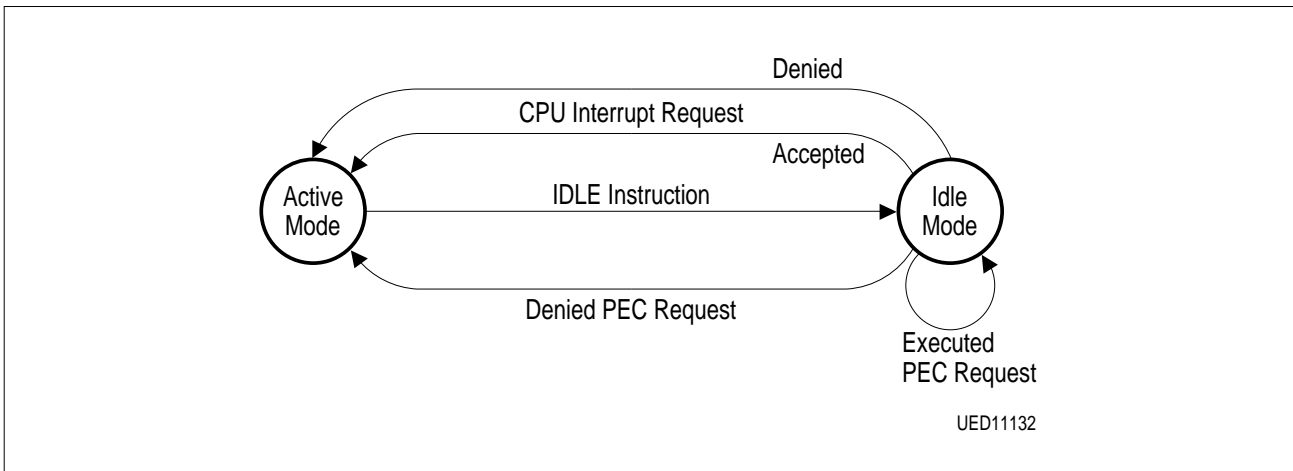 Denied
CPU Interrupt Request
Accepted
Active
Mode
IDLE Instruction
Idle
Mode
Denied PEC Request
Executed
PEC Request
UED11132